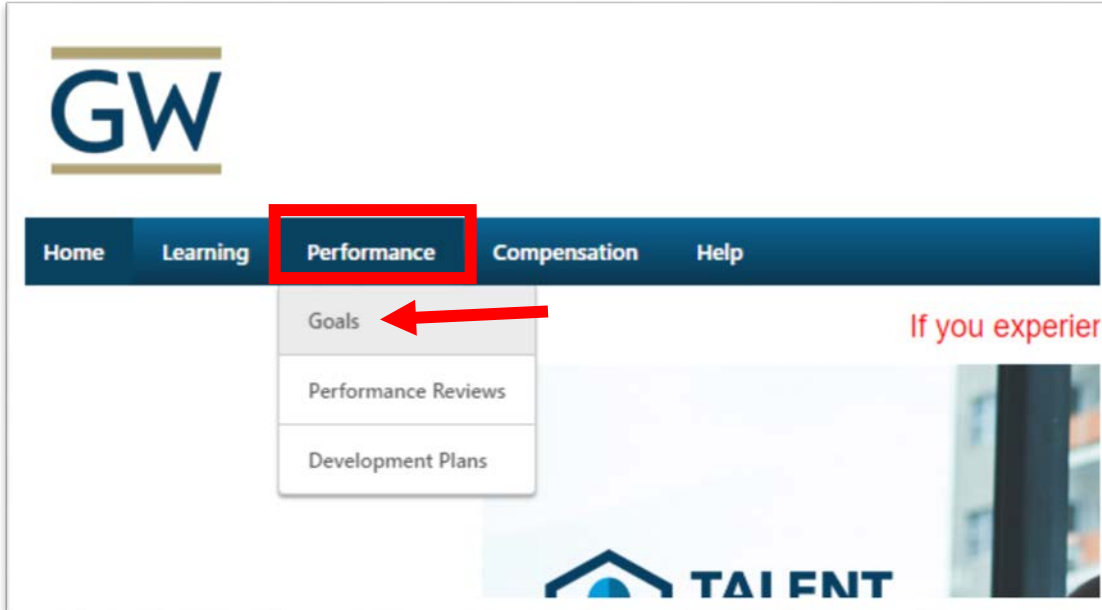 GW
Home Learning Performance Compensation Help
Goals
If you experier
Performance Reviews
Development Plans
TALENT